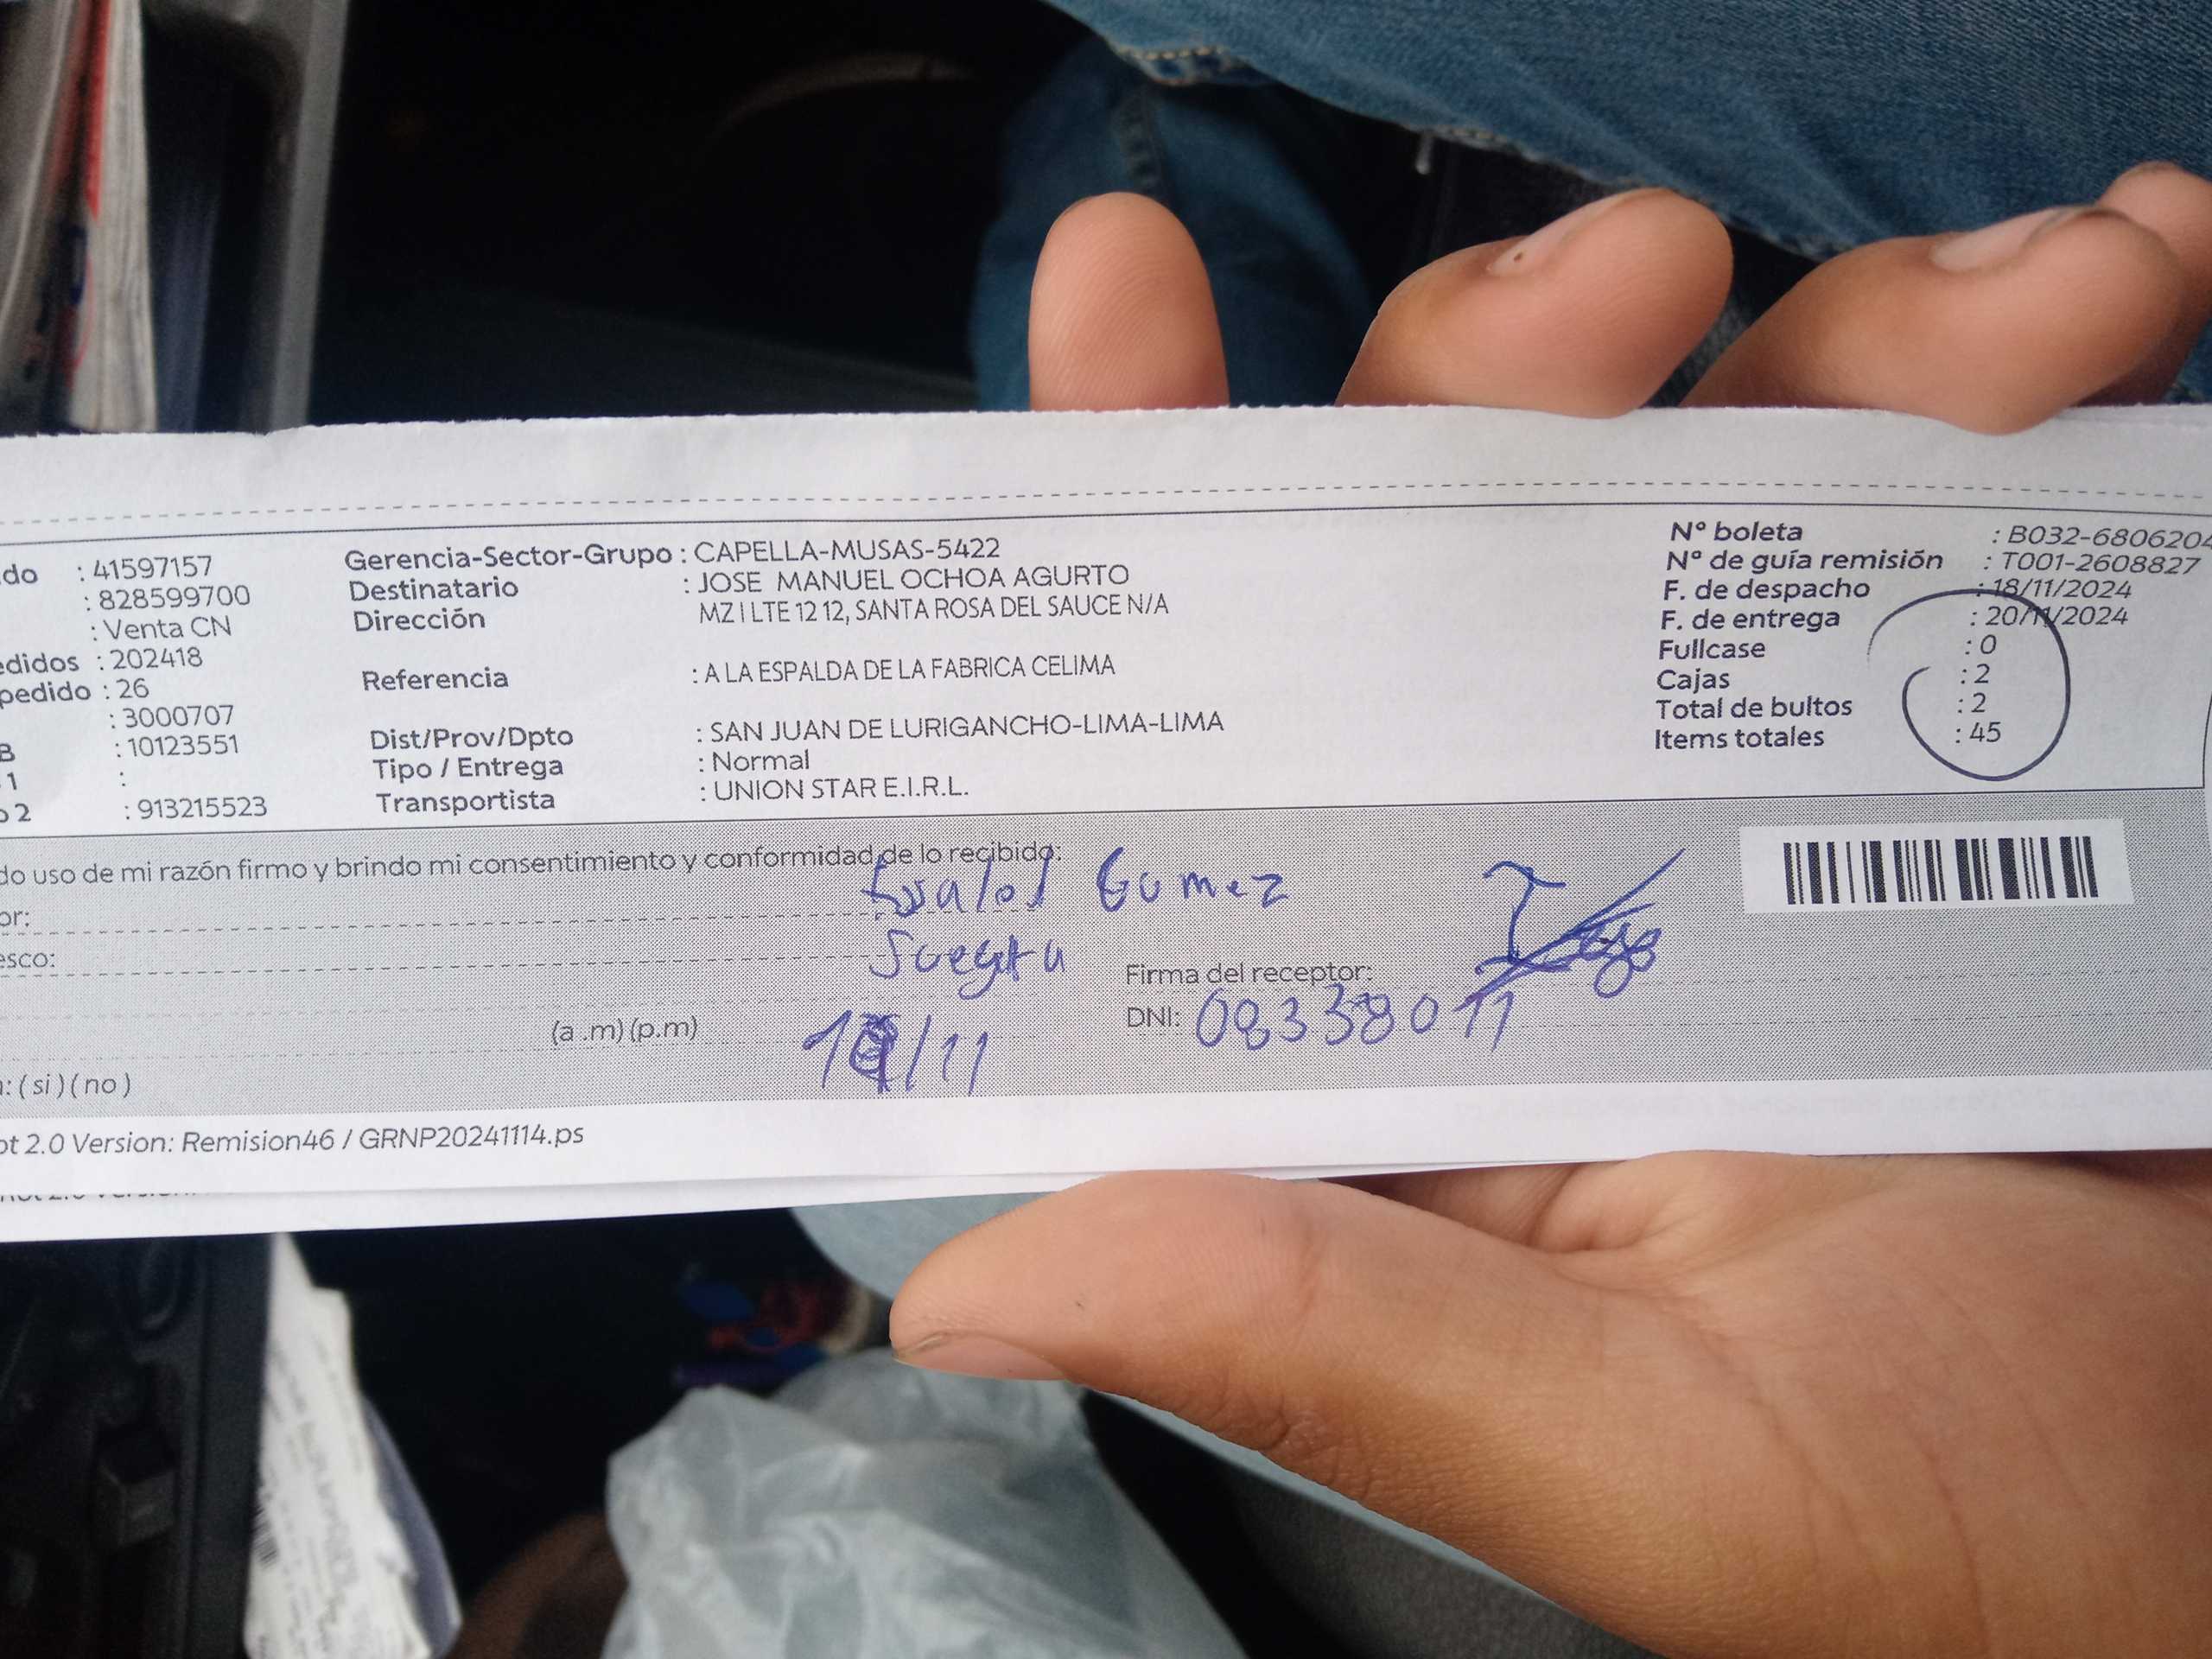 do : 41597157
: 828599700
: Venta CN
edidos : 202418
pedido : 26
: 3000707
B : 10123551
1 :
o 2 : 913215523
Gerencia-Sector-Grupo : CAPELLA-MUSAS-5422
Destinatario : JOSE MANUEL OCHOA AGURTO
Dirección MZ I LTE 12 12, SANTA ROSA DEL SAUCE N/A
Referencia : A LA ESPALDA DE LA FABRICA CELIMA
Dist/Prov/Dpto : SAN JUAN DE LURIGANCHO-LIMA-LIMA
Tipo / Entrega : Normal
Transportista : UNION STAR E.I.R.L.
Nº boleta : B032-6806204
Nº de guía remisión : T001-2608827
F. de despacho : 18/11/2024
F. de entrega : 20/11/2024
Fullcase : 0
Cajas : 2
Total de bultos : 2
Items totales : 45
do uso de mi razón firmo y brindo mi consentimiento y conformidad de lo recibido:
or: Gomez
esco: Suegra
Firma del receptor:
(a .m) (p.m) /11
DNI: 08338011
: ( si ) ( no )
ot 2.0 Version: Remision46 / GRNP20241114.ps